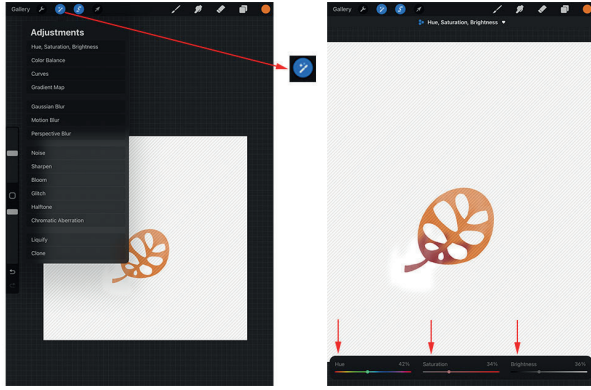 Gallery
Adjustments
Hue, Saturation, Brightness
Color Balance
Curves
Gradient Map
Gaussian Blur
Motion Blur
Perspective Blur
Noise
Sharpen
Bloom
Glitch
Halftone
Chromatic Aberration
Liquify
Clone
Gallery
Hue, Saturation, Brightness
Hue 42% Saturation 34% Brightness 36%